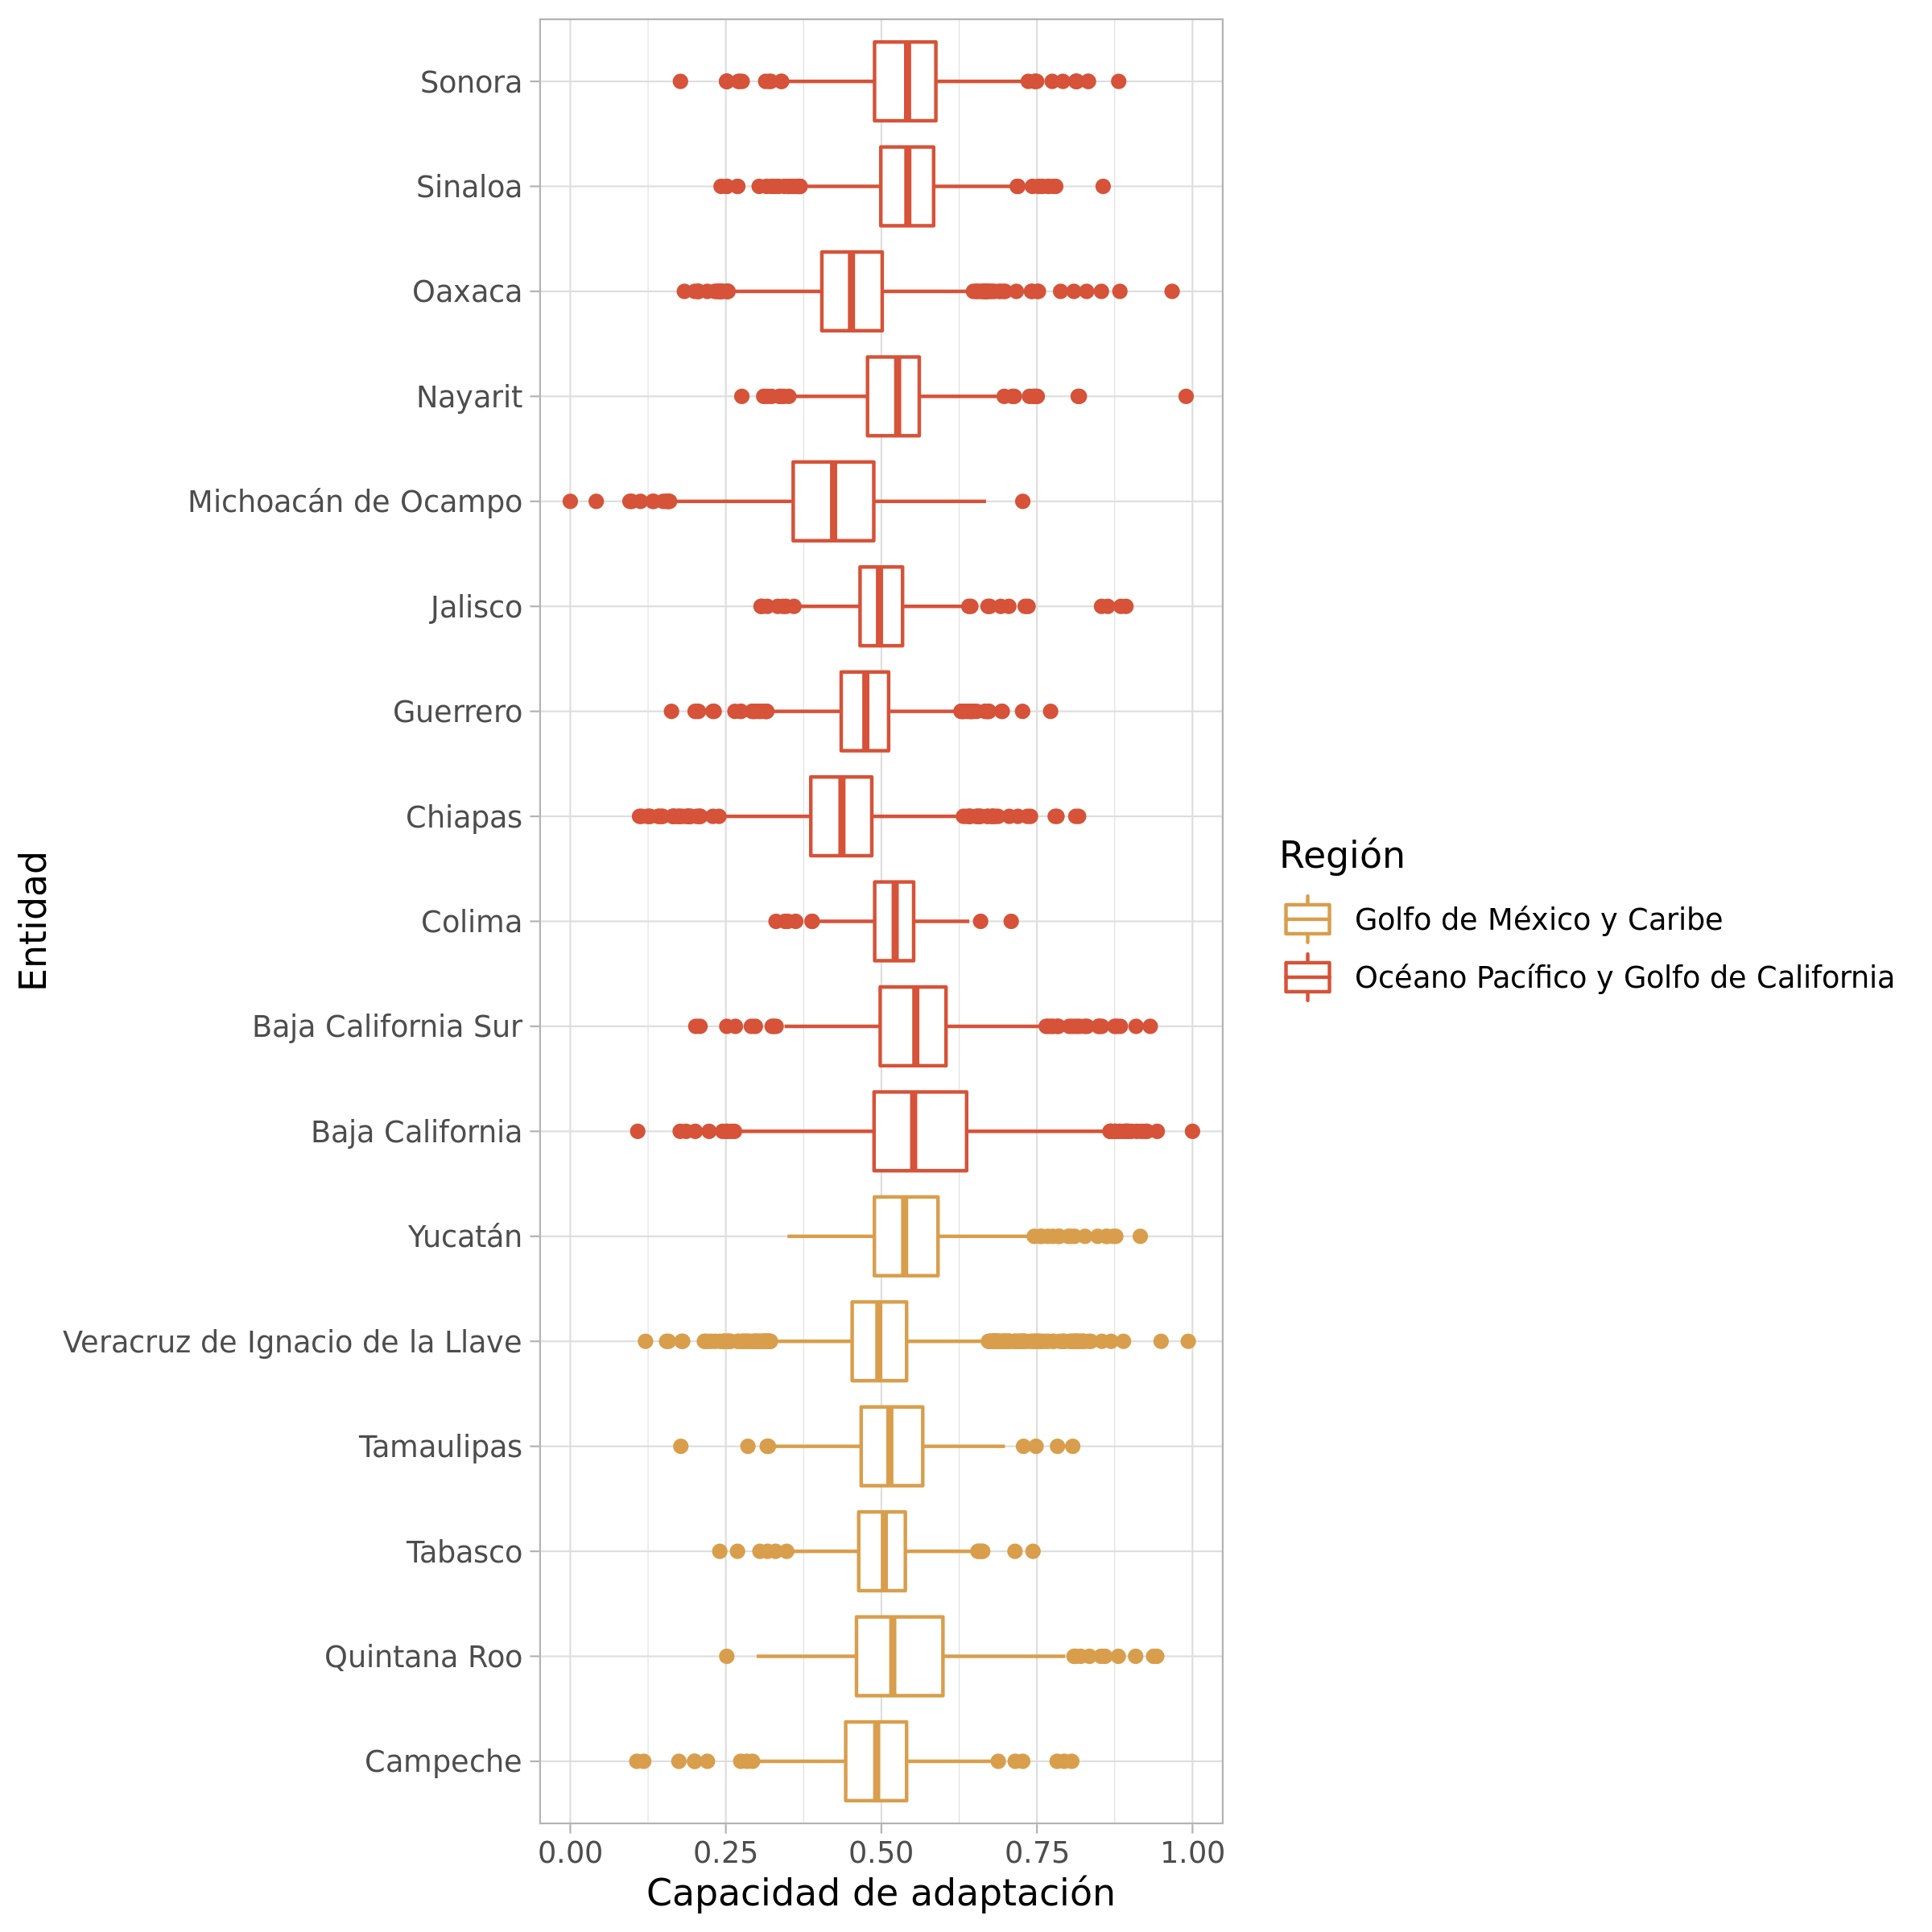 Sonora
Sinaloa
Oaxaca
Nayarit
Michoacán de Ocampo
Jalisco
Guerrero
Chiapas
Colima
Baja California Sur
Baja California
Yucatán
Veracruz de Ignacio de la Llave
Tamaulipas
Tabasco
Quintana Roo
Campeche
Entidad
0.00 0.25 0.50 0.75 1.00
Capacidad de adaptación
Región
Golfo de México y Caribe
Océano Pacífico y Golfo de California